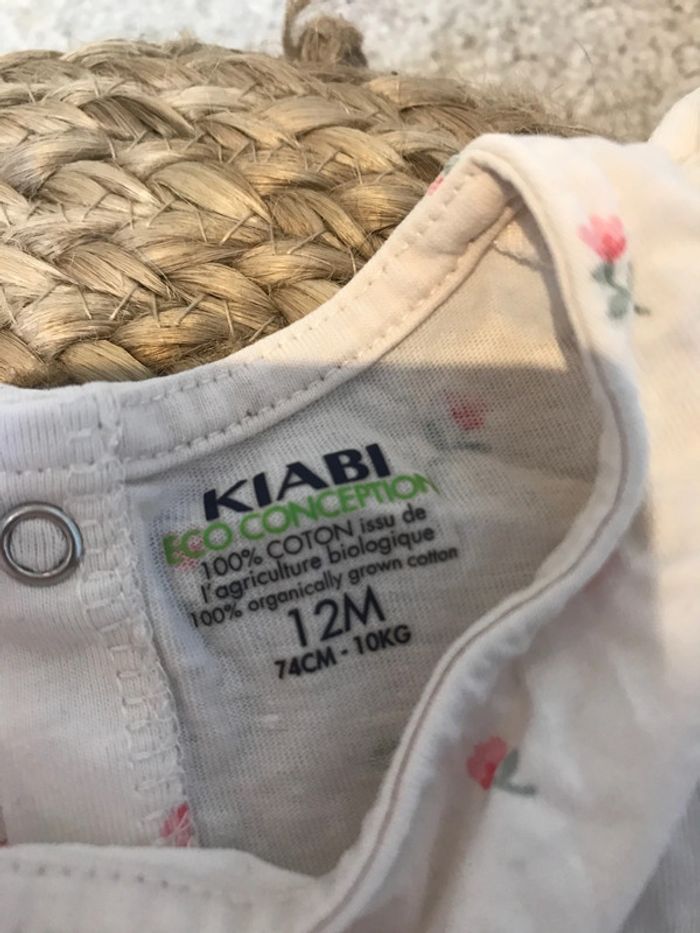 KIABI
ECO CONCEPTION
100% COTON issu de
l'agriculture biologique
100% organically grown cotton
12M
74CM - 10KG